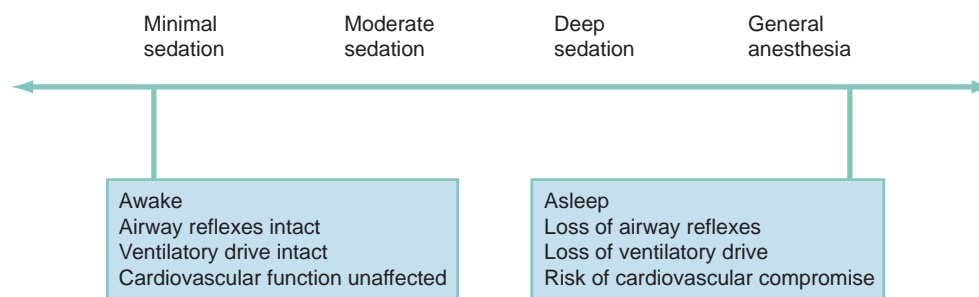 Minimal
sedation
Moderate
sedation
Deep
sedation
General
anesthesia
Awake
Airway reflexes intact
Ventilatory drive intact
Cardiovascular function unaffected
Asleep
Loss of airway reflexes
Loss of ventilatory drive
Risk of cardiovascular compromise